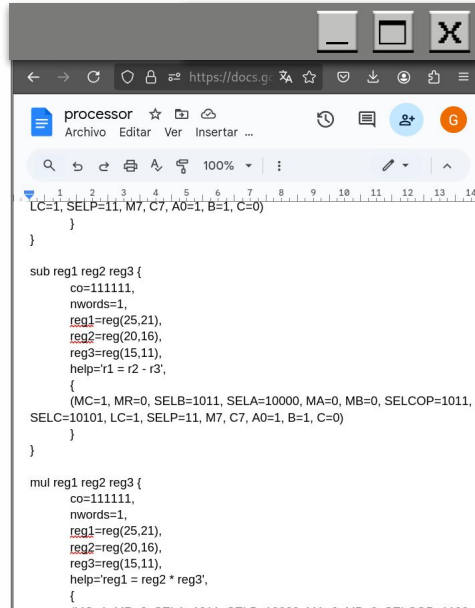 https://docs.g
processor
Archivo Editar Ver Insertar ...
G
100%
1 2 3 4 5 6 7 8 9 10 11 12 13 14
LC=1, SELP=11, M7, C7, A0=1, B=1, C=0)
}
}
sub reg1 reg2 reg3 {
co=111111,
nwords=1,
reg1=reg(25,21),
reg2=reg(20,16),
reg3=reg(15,11),
help='r1 = r2 - r3',
{
(MC=1, MR=0, SELB=1011, SELA=10000, MA=0, MB=0, SELCOP=1011,
SELC=10101, LC=1, SELP=11, M7, C7, A0=1, B=1, C=0)
}
}
mul reg1 reg2 reg3 {
co=111111,
nwords=1,
reg1=reg(25,21),
reg2=reg(20,16),
reg3=reg(15,11),
help='reg1 = reg2 * reg3',
{